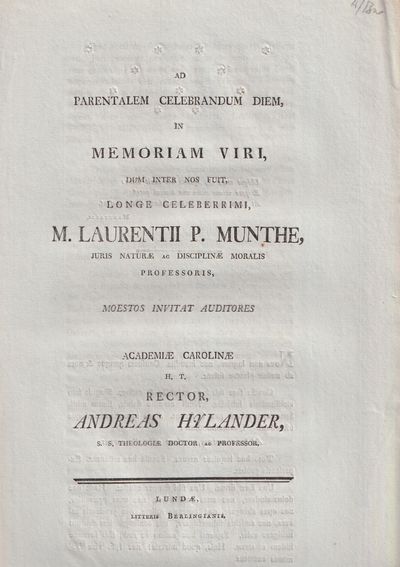 AD
PARENTALEM CELEBRANDUM DIEM,
IN
MEMORIAM VIRI,
DUM INTER NOS FUIT,
LONGE CELEBERRIMI,
M. LAURENTII P. MUNTHE,
JURIS NATURÆ AC DISCIPLINÆ MORALIS
PROFESSORIS,
MOESTOS INVITAT AUDITORES
ACADEMIÆ CAROLINÆ
H. T.
RECTOR,
ANDREAS HYLANDER,
S. S. THEOLOGIÆ DOCTOR AC PROFESSOR.
LUNDÆ,
LITTERIS BERLINGIANIS.